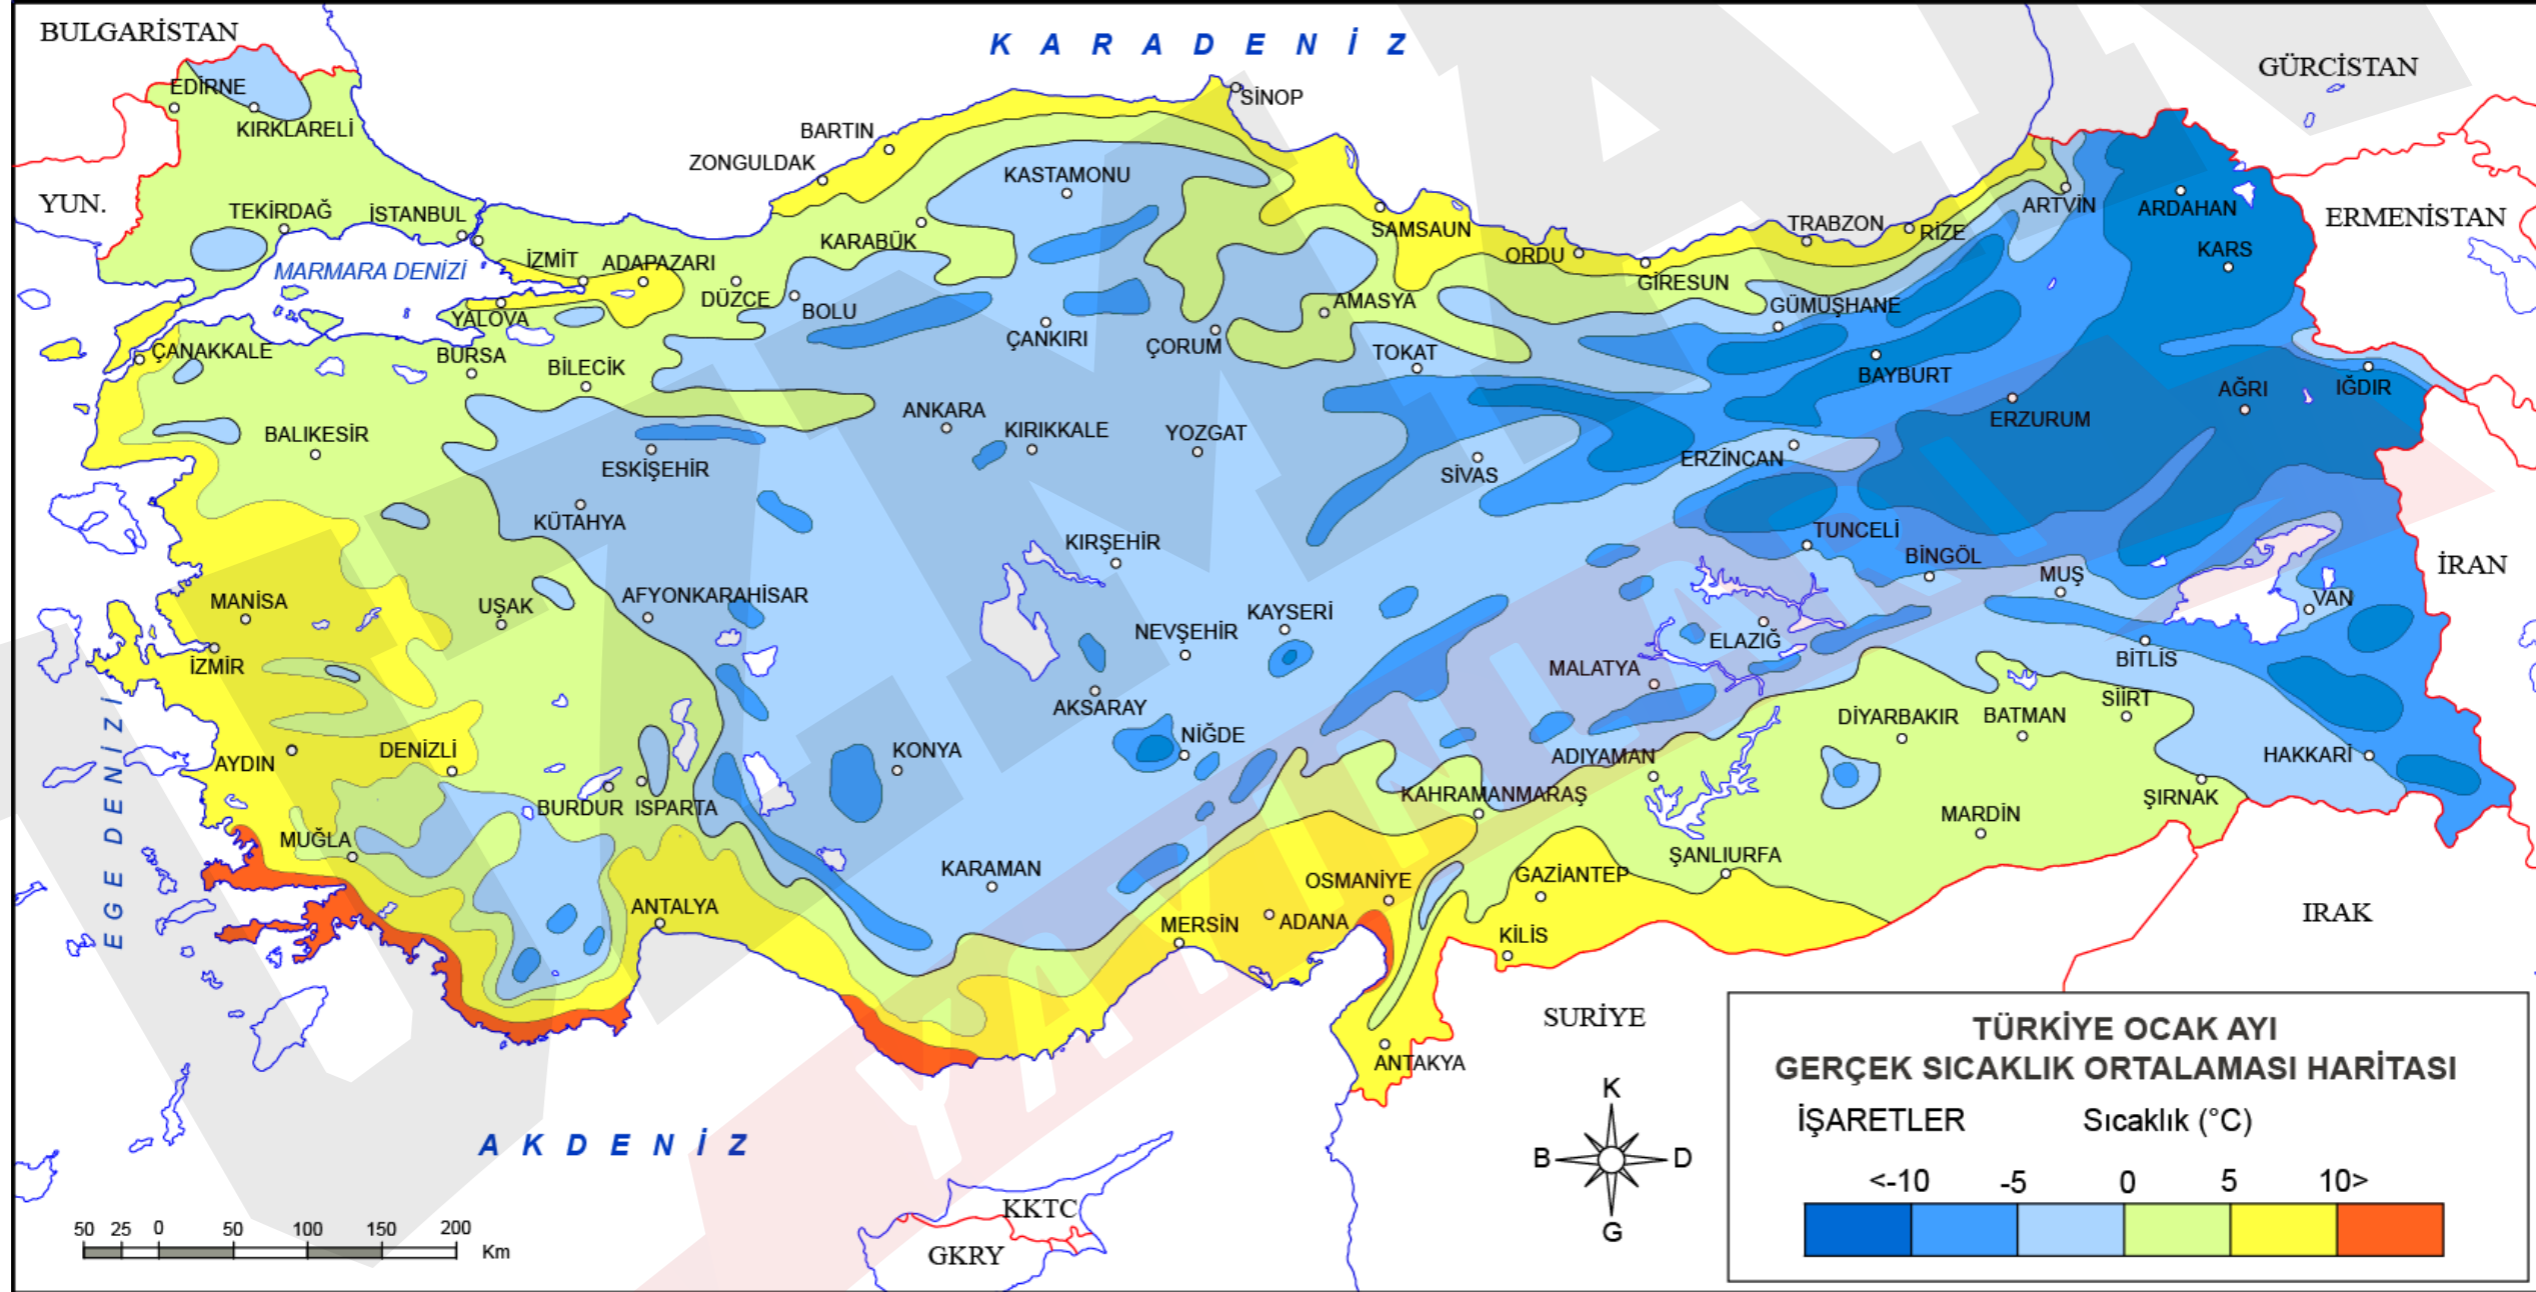 BULGARİSTAN
K A R A D E N İ Z
GÜRCİSTAN
EDİRNE
KIRKLARELİ
SİNOP
BARTIN
ZONGULDAK
KASTAMONU
YUN.
TEKİRDAĞ
İSTANBUL
KARABÜK
SAMSAUN
ORDU
TRABZON
RİZE
ARTVİN
ARDAHAN
ERMENİSTAN
KARS
MARMARA DENİZİ
İZMİT
ADAPAZARI
DÜZCE
BOLU
GİRESUN
AMASYA
GÜMÜŞHANE
YALOVA
ÇANAKKALE
BURSA
BİLECİK
ÇANKIRI
ÇORUM
TOKAT
BAYBURT
AĞRI
IĞDIR
ERZURUM
BALIKESİR
ANKARA
KIRIKKALE
YOZGAT
ESKİŞEHİR
SİVAS
ERZİNCAN
KÜTAHYA
KIRŞEHİR
TUNCELİ
BİNGÖL
MUŞ
İRAN
MANİSA
UŞAK
AFYONKARAHİSAR
NEVŞEHİR
KAYSERİ
ELAZIĞ
VAN
İZMİR
MALATYA
BİTLİS
AKSARAY
NİĞDE
KONYA
DİYARBAKIR
BATMAN
SİİRT
EGE DENİZİ
AYDIN
DENİZLİ
ADIYAMAN
HAKKARİ
BURDUR
ISPARTA
KAHRAMANMARAŞ
ŞIRNAK
MUĞLA
MARDİN
KARAMAN
ŞANLIURFA
OSMANİYE
GAZİANTEP
ANTALYA
MERSİN
ADANA
KİLİS
IRAK
SURİYE
ANTAKYA
A K D E N İ Z
KKTC
GKRY
K
B
D
G
50 25 0 50 100 150 200
Km
TÜRKİYE OCAK AYI
GERÇEK SICAKLIK ORTALAMASI HARİTASI
İŞARETLER Sıcaklık (°C)
<-10 -5 0 5 10>
UZMAN
YAYINLARI